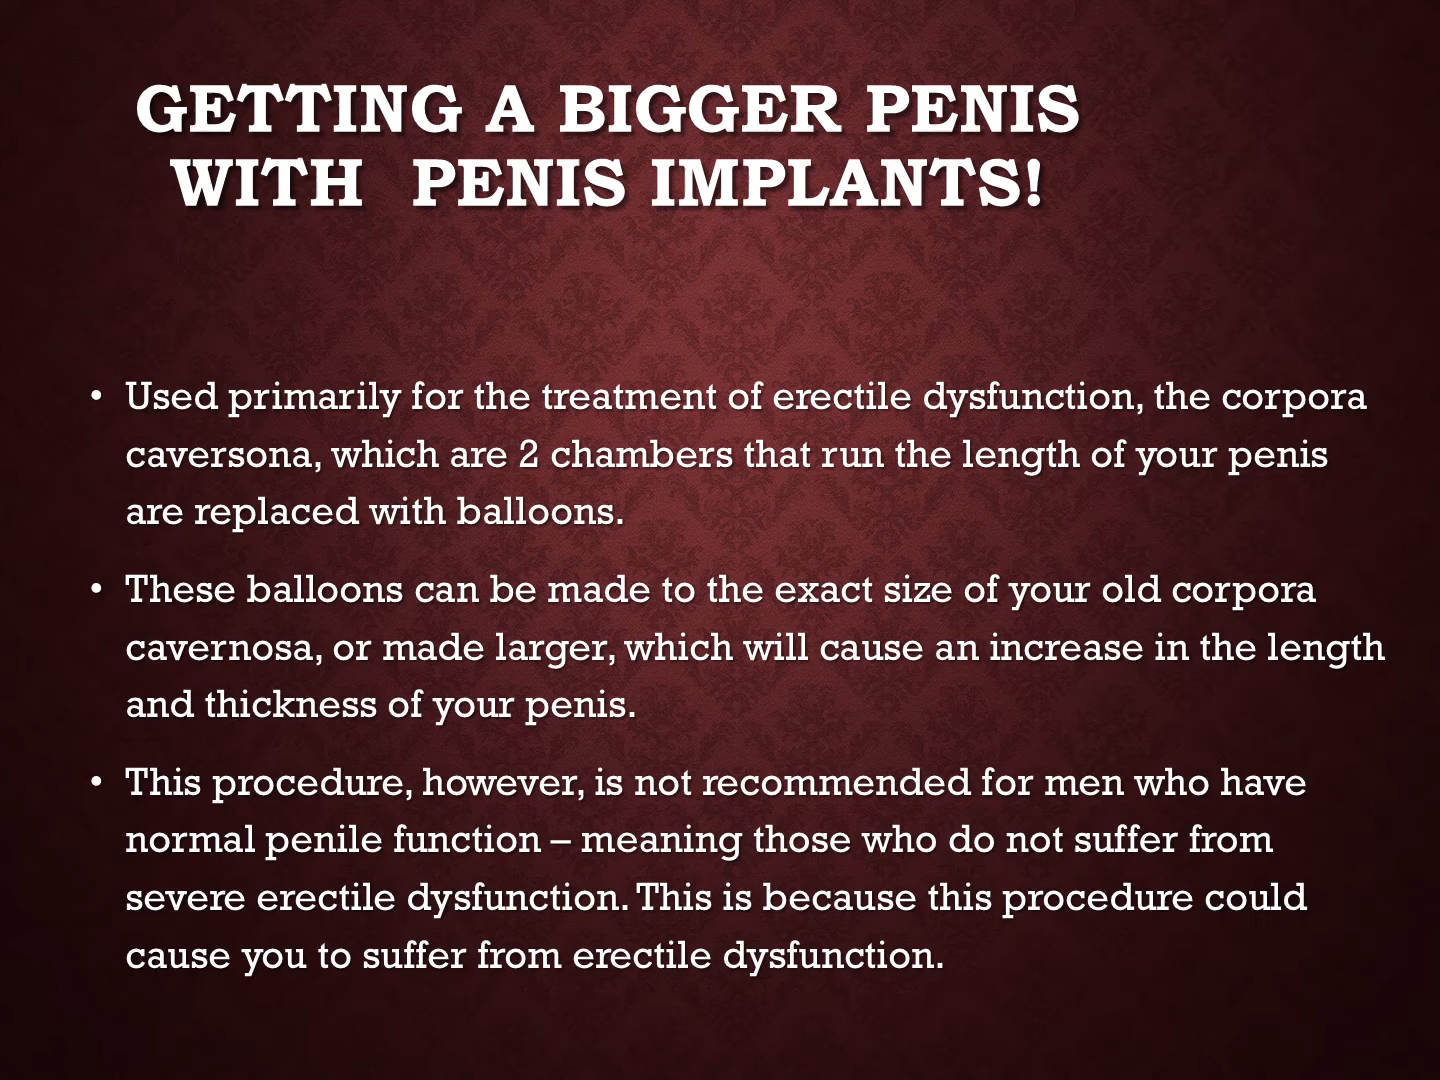 GETTING A BIGGER PENIS
WITH PENIS IMPLANTS!
• Used primarily for the treatment of erectile dysfunction, the corpora
caversona, which are 2 chambers that run the length of your penis
are replaced with balloons.
• These balloons can be made to the exact size of your old corpora
cavernosa, or made larger, which will cause an increase in the length
and thickness of your penis.
• This procedure, however, is not recommended for men who have
normal penile function – meaning those who do not suffer from
severe erectile dysfunction. This is because this procedure could
cause you to suffer from erectile dysfunction.